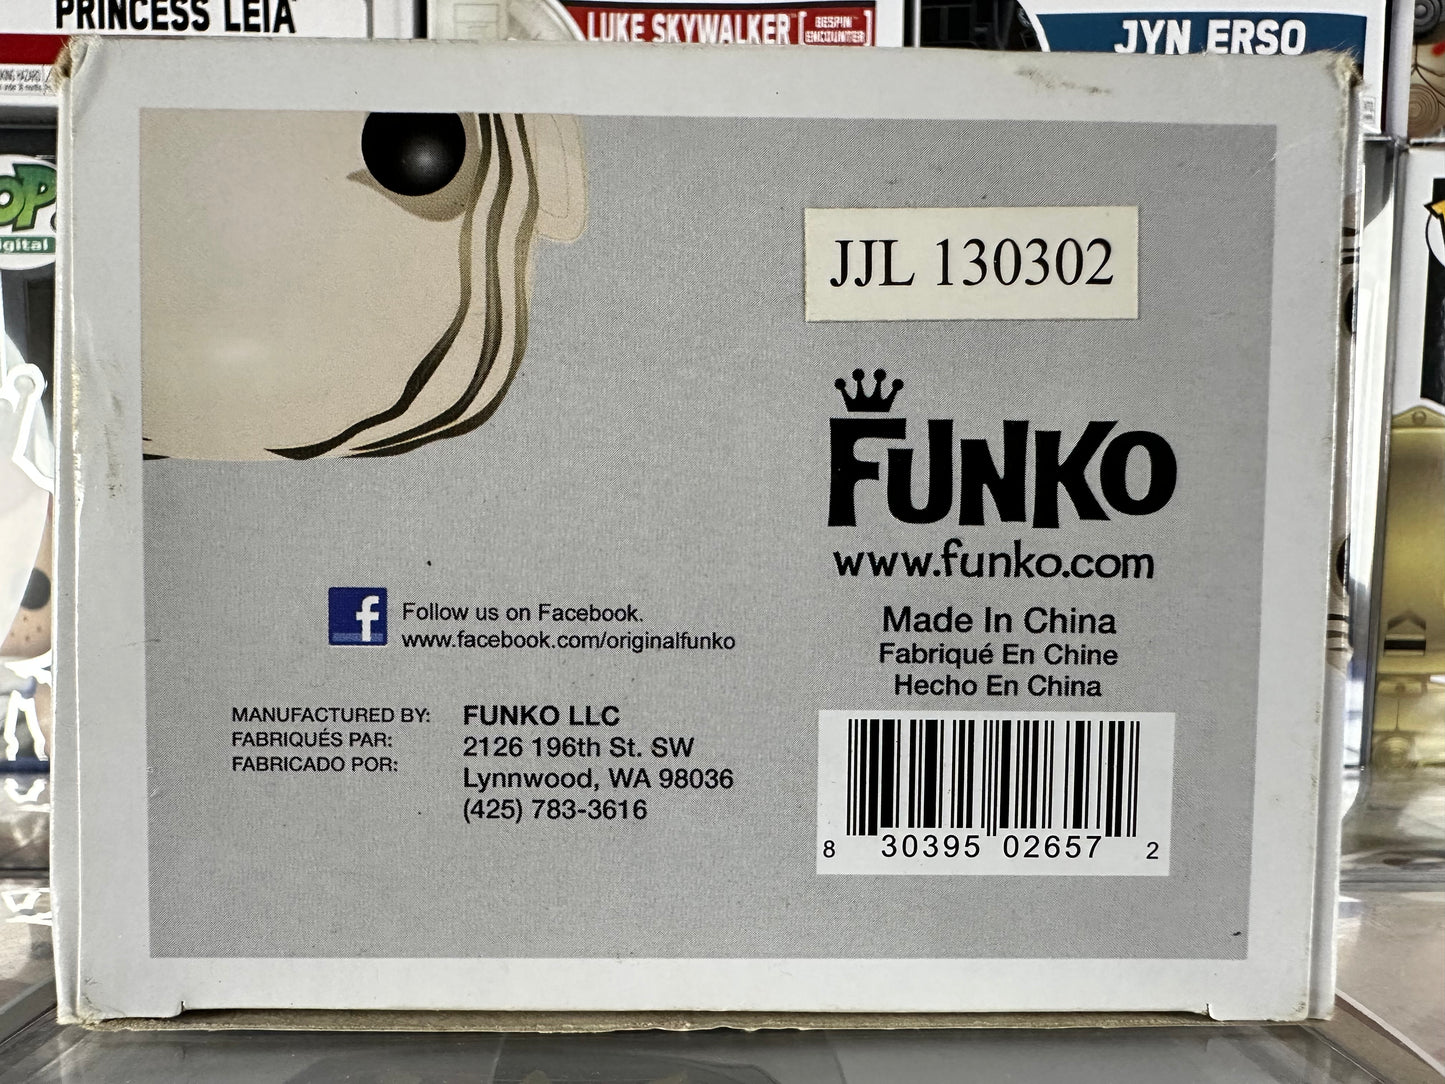 PRINCESS LEIA
LUKE SKYWALKER
BESPIN
ENCOUNTER
JYN ERSO
JJL 130302
FUNKO
www.funko.com
f
Follow us on Facebook.
www.facebook.com/originalfunko
Made In China
Fabriqué En Chine
Hecho En China
MANUFACTURED BY:
FABRIQUÉS PAR:
FABRICADO POR:
FUNKO LLC
2126 196th St. SW
Lynnwood, WA 98036
(425) 783-3616
8 30395 02657 2